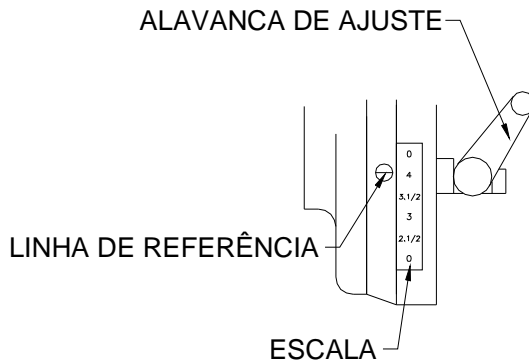 ALAVANCA DE AJUSTE
0
4
3.1/2
3
2.1/2
0
LINHA DE REFERÊNCIA
ESCALA